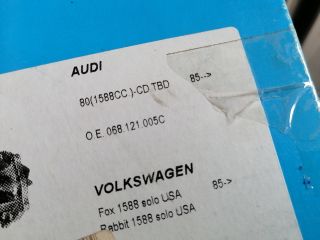 AUDI
80(1588CC )-CD.TBD 85-->
O E. 068.121.005C
VOLKSWAGEN
Fox 1588 solo USA 85->
Rabbit 1588 solo USA